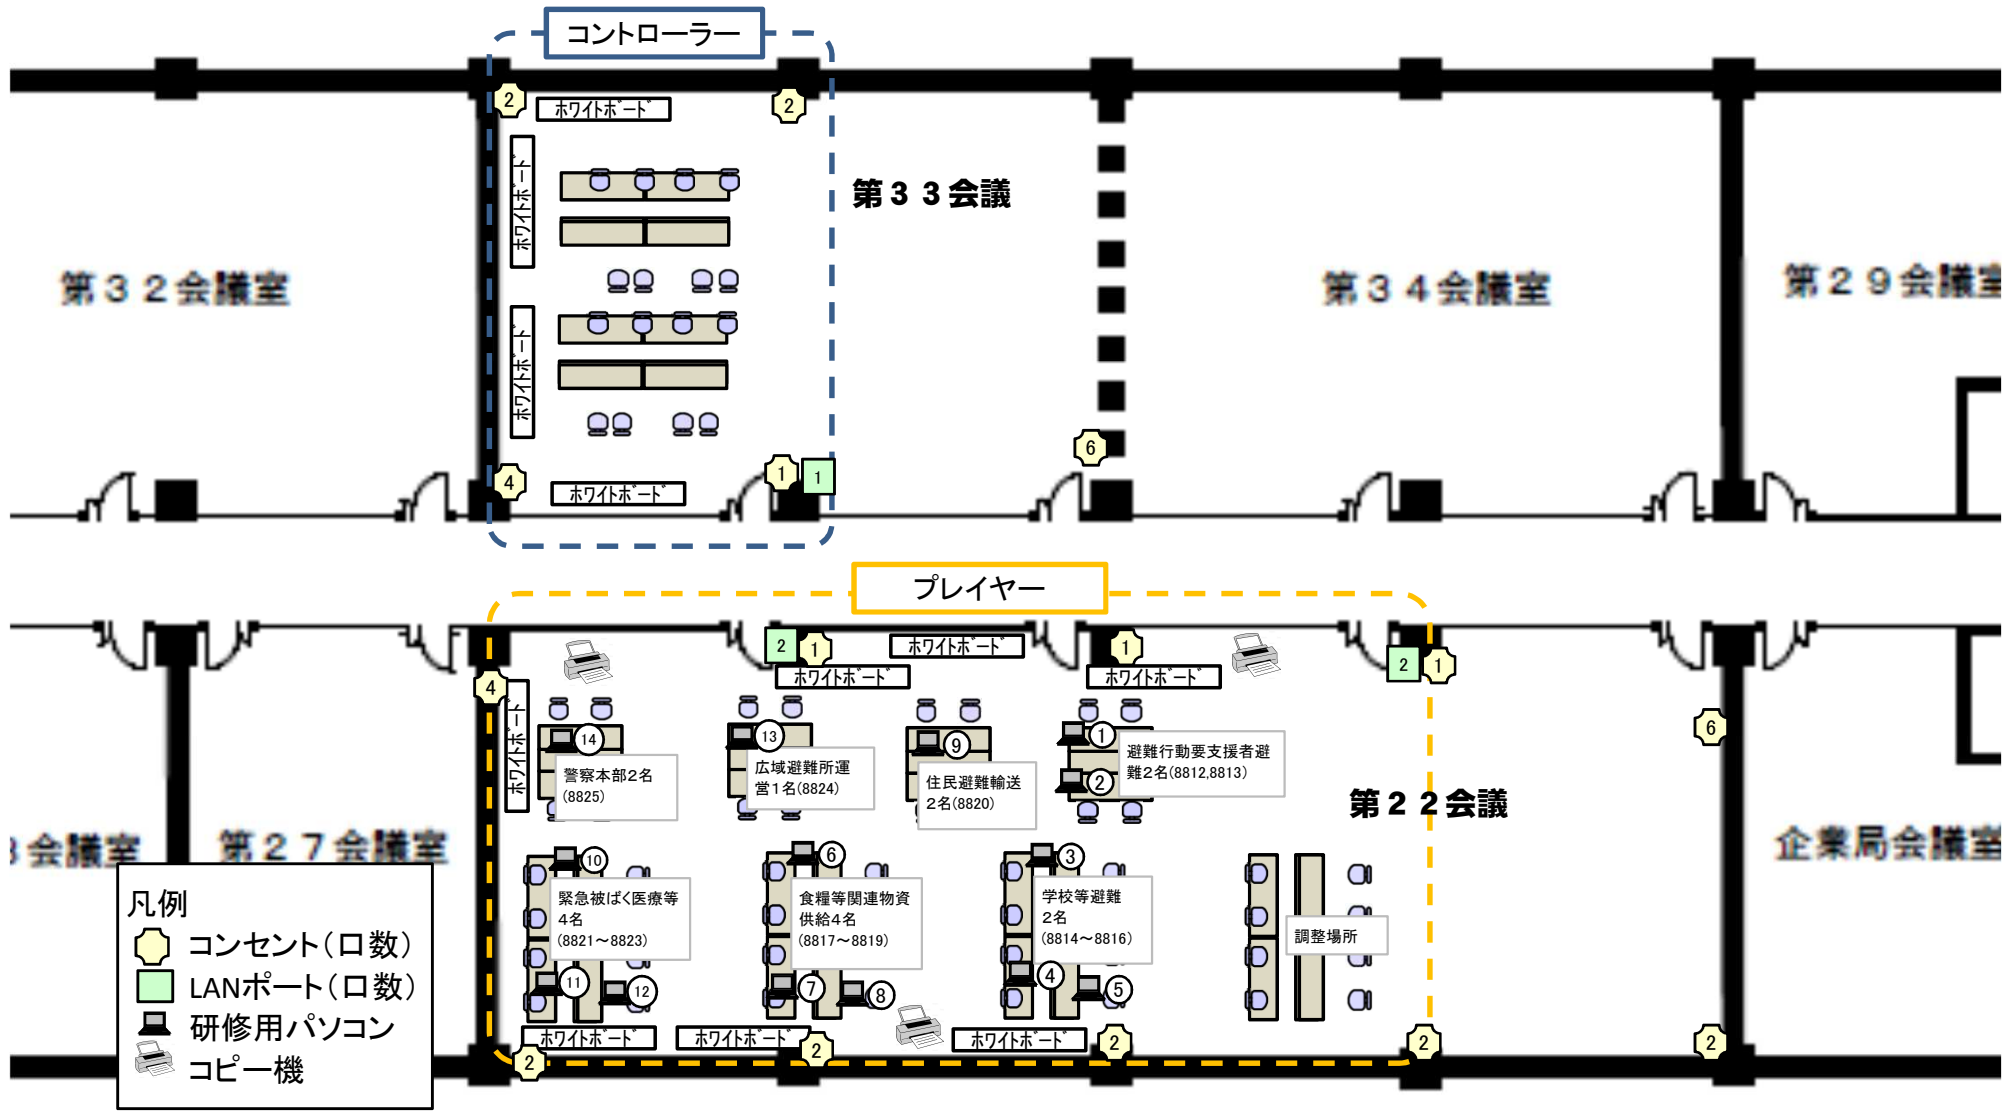 コントローラー
2
ホワイトボード
2
ホワイトボード
第３３会議
第３２会議室
第３４会議室
第２９会議室
ホワイトボード
6
4
ホワイトボード
1
1
プレイヤー
2
1
ホワイトボード
1
2
1
ホワイトボード
ホワイトボード
4
ホワイトボード
6
14
警察本部２名
(8825)
13
広域避難所運
営１名(8824)
9
住民避難輸送
２名(8820)
1
2
避難行動要支援者避
難２名(8812,8813)
第２２会議
会議室
第２７会議室
企業局会議室
10
緊急被ばく医療等
４名
(8821～8823)
11
12
6
食糧等関連物資
供給４名
(8817～8819)
7
8
3
学校等避難
２名
(8814～8816)
4
5
調整場所
ホワイトボード
ホワイトボード
ホワイトボード
2
2
2
2
2
凡例
コンセント（口数）
LANポート（口数）
研修用パソコン
コピー機